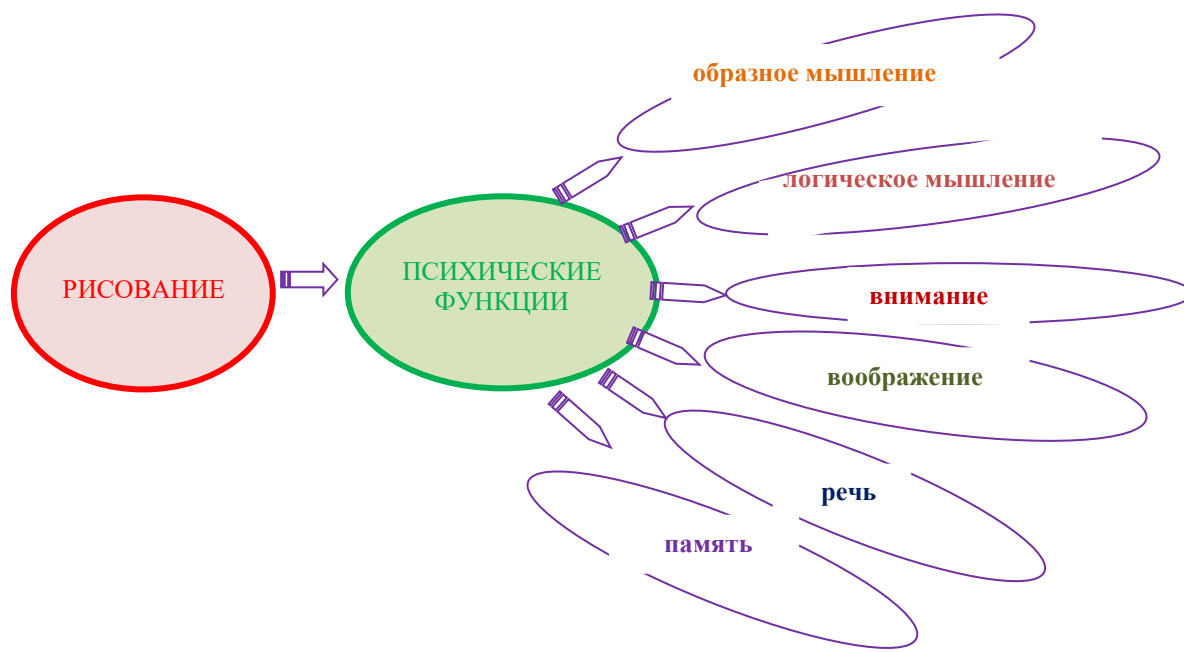 образное мышление
логическое мышление
РИСОВАНИЕ
ПСИХИЧЕСКИЕ
ФУНКЦИИ
внимание
воображение
речь
память